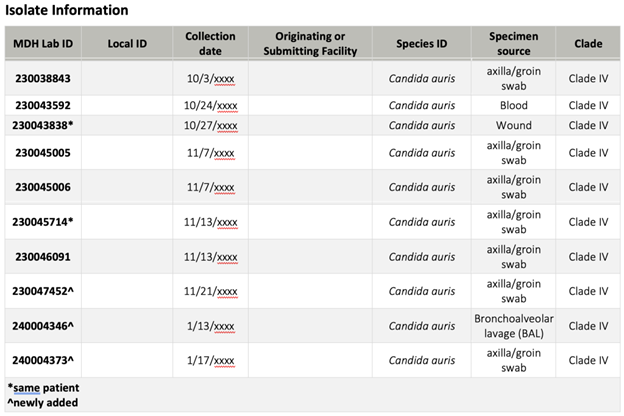 Isolate Information
MDH Lab ID Local ID Collection date Originating or Submitting Facility Species ID Specimen source Clade
230038843 10/3/xxxx Candida auris axilla/groin swab Clade IV
230043592 10/24/xxxx Candida auris Blood Clade IV
230043838* 10/27/xxxx Candida auris Wound Clade IV
230045005 11/7/xxxx Candida auris axilla/groin swab Clade IV
230045006 11/7/xxxx Candida auris axilla/groin swab Clade IV
230045714* 11/13/xxxx Candida auris axilla/groin swab Clade IV
230046091 11/13/xxxx Candida auris axilla/groin swab Clade IV
230047452^ 11/21/xxxx Candida auris axilla/groin swab Clade IV
240004346^ 1/13/xxxx Candida auris Bronchoalveolar lavage (BAL) Clade IV
240004373^ 1/17/xxxx Candida auris axilla/groin swab Clade IV
*same patient
^newly added